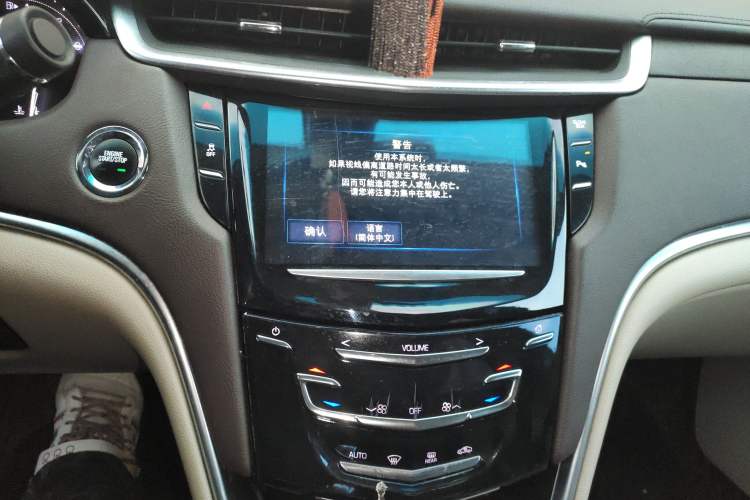 ENGINE
START/STOP
OFF
警告
使用本系统时,
如果视线偏离道路时间太长或者太频繁,
有可能发生事故,
因而可能造成您本人或他人伤亡。
请您将注意力集中在驾驶上。
确认
语言
(简体中文)
VOLUME
OFF
AUTO
REAR